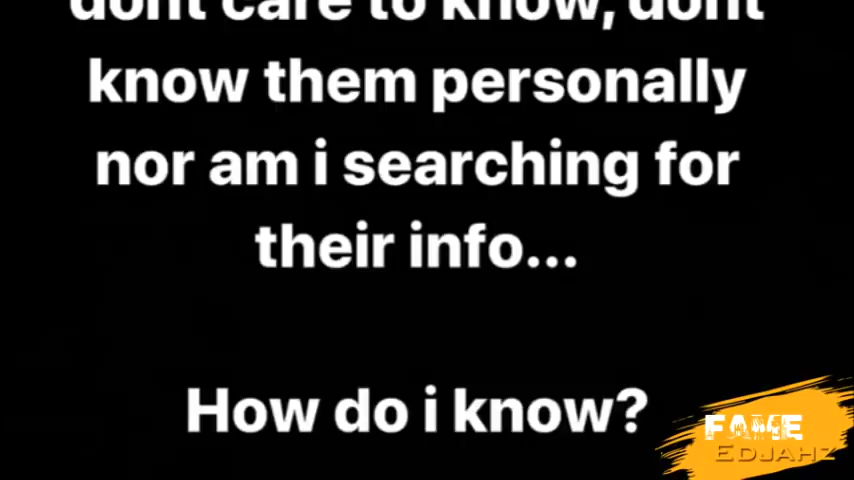 dont care to know, dont
know them personally
nor am i searching for
their info...
How do i know?
FAME
EDJAHZ